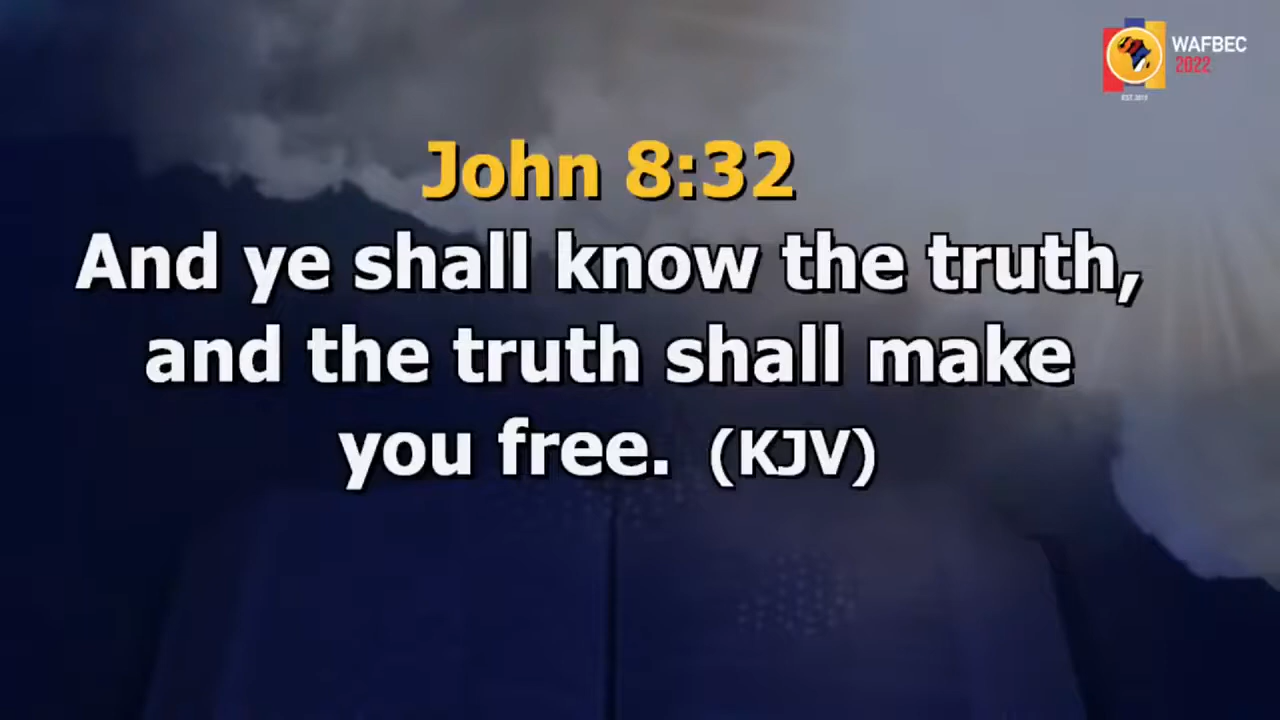 WAFBEC
2022
John 8:32
And ye shall know the truth,
and the truth shall make
you free. (KJV)